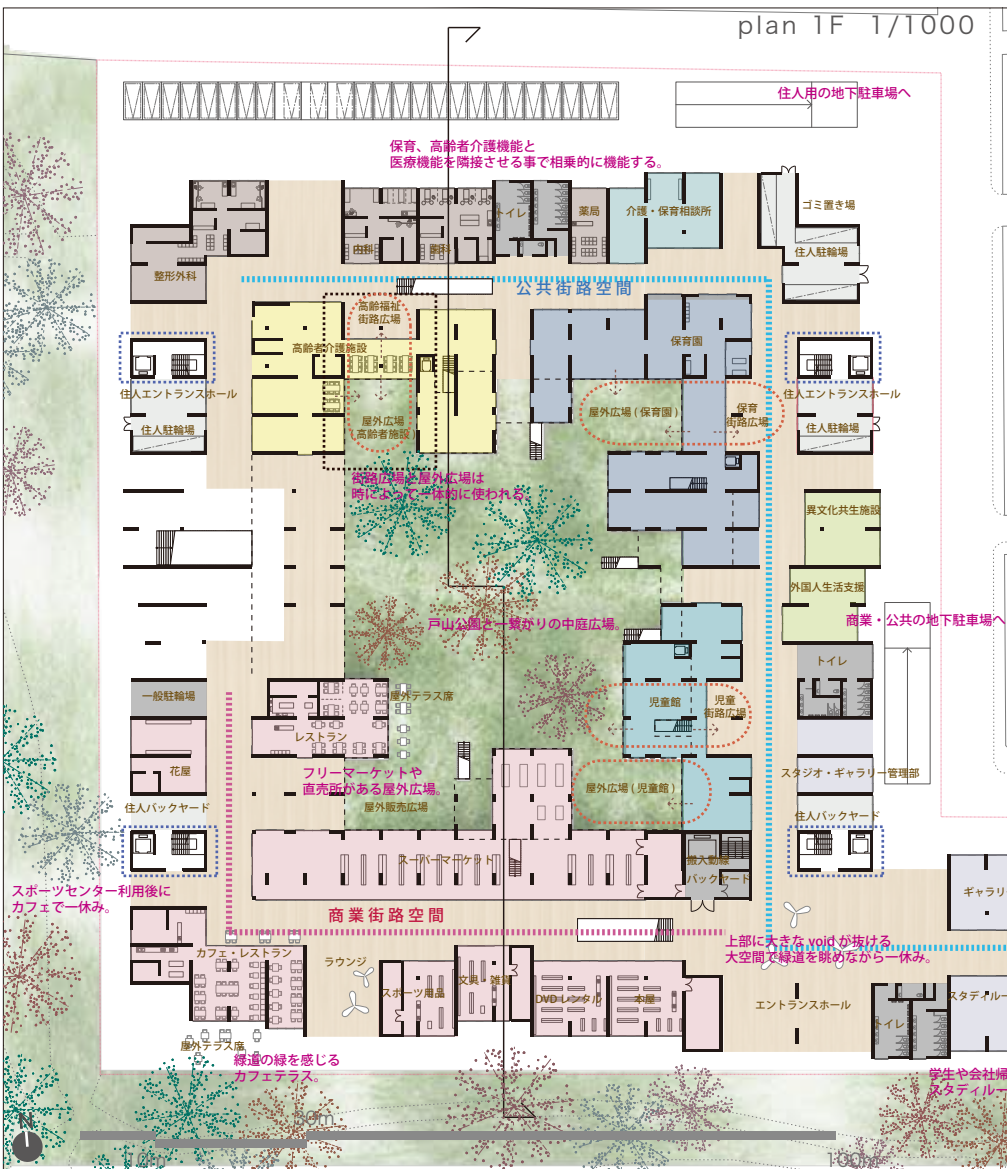 plan 1F 1/1000
住人用の地下駐車場へ
保育、高齢者介護機能と
医療機能を隣接させる事で相乗的に機能する。
ゴミ置き場
トイレ
薬局
介護・保育相談所
内科
歯科
住人駐輪場
整形外科
公共街路空間
高齢福祉
街路広場
高齢者介護施設
保育園
住人エントランスホール
住人エントランスホール
屋外広場(保育園)
保育
街路広場
屋外広場
(高齢者施設)
住人駐輪場
住人駐輪場
街路広場と屋外広場は
時によって一体的に使われる。
異文化共生施設
外国人生活支援
商業・公共の地下駐車場へ
戸山公園と一繋がりの中庭広場。
トイレ
一般駐輪場
屋外テラス席
児童館
児童
街路広場
レストラン
花屋
フリーマーケットや
直売所がある屋外広場。
スタジオ・ギャラリー管理部
屋外広場(児童館)
住人バックヤード
屋外販売広場
住人バックヤード
スーパーマーケット
搬入動線
バックヤード
スポーツセンター利用後に
カフェで一休み。
ギャラリ
商業街路空間
上部に大きな void が抜ける
大空間で緑道を眺めながら一休み。
カフェ・レストラン
ラウンジ
スポーツ用品
文具・雑貨
DVD レンタル
本屋
エントランスホール
スタディルー
トイレ
屋外テラス席
緑道の緑を感じる
カフェテラス。
学生や会社帰
スタディルー
N
50m
10m
100m